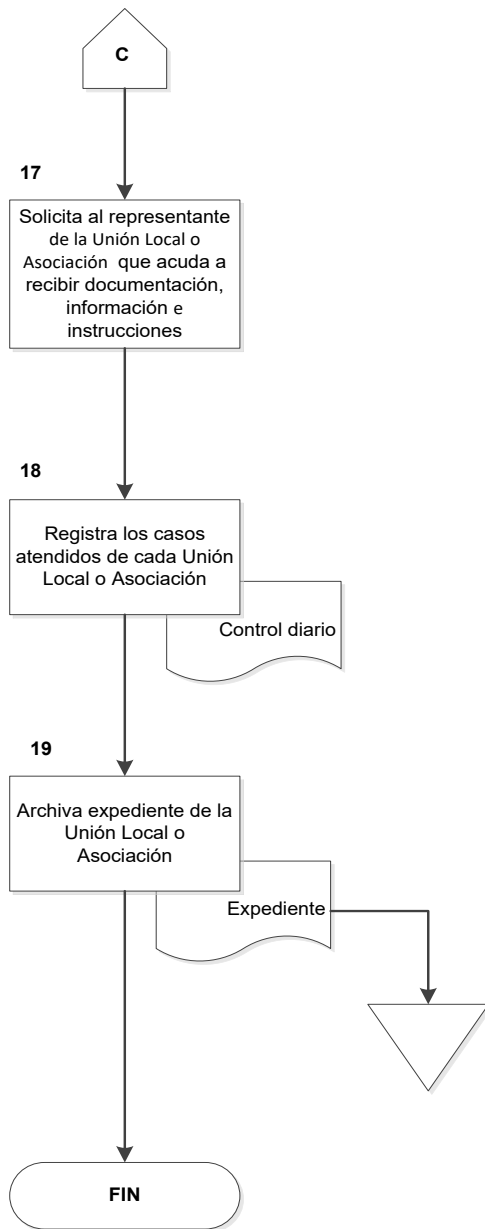 C
17
Solicita al representante
de la Unión Local o
Asociación que acuda a
recibir documentación,
información e
instrucciones
18
Registra los casos
atendidos de cada Unión
Local o Asociación
Control diario
19
Archiva expediente de la
Unión Local o
Asociación
Expediente
FIN